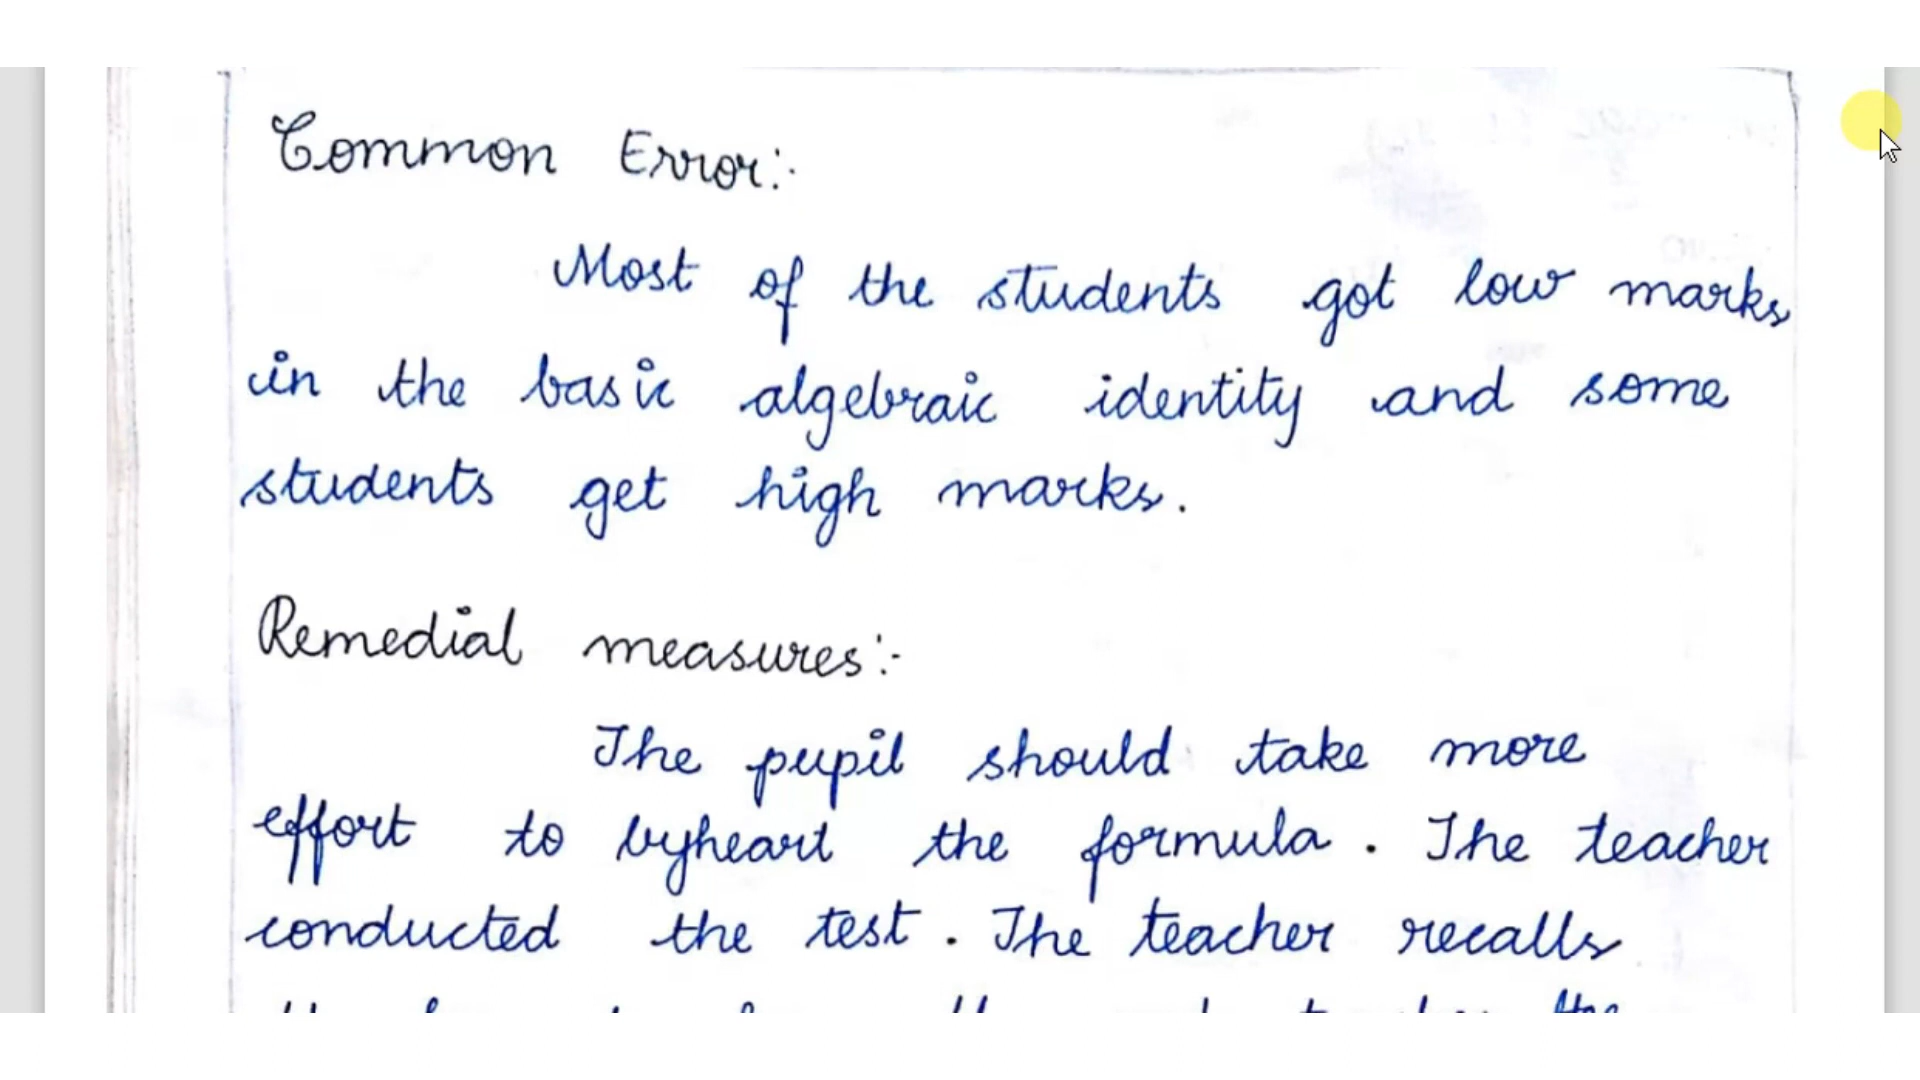 Common Error:-
Most of the students got low marks
in the basic algebraic identity and some
students get high marks.
Remedial measures:-
The pupil should take more
effort to byheart the formula. The teacher
conducted the test. The teacher recalls